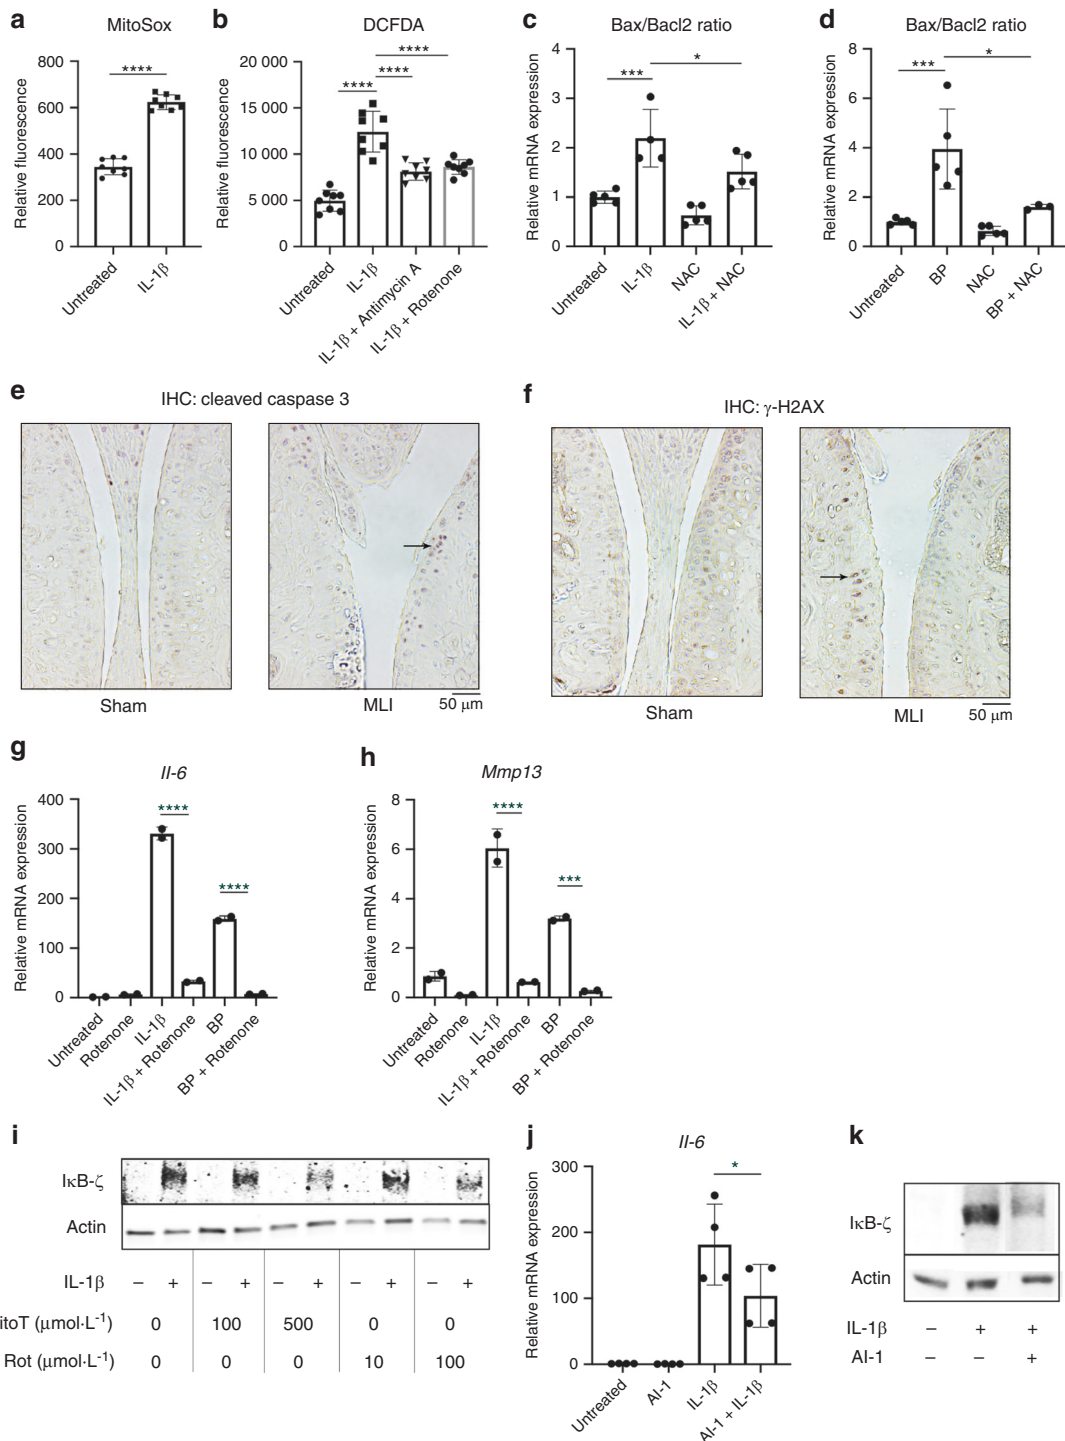 a
MitoSox
Relative fluorescence
800
600
400
200
0
****
Untreated
IL-1β
b
DCFDA
Relative fluorescence
20 000
15 000
10 000
5 000
0
****
****
****
Untreated
IL-1β
IL-1β + Antimycin A
IL-1β + Rotenone
c
Bax/Bacl2 ratio
Relative mRNA expression
4
3
2
1
0
***
*
Untreated
IL-1β
NAC
IL-1β + NAC
d
Bax/Bacl2 ratio
Relative mRNA expression
8
6
4
2
0
***
*
Untreated
BP
NAC
BP + NAC
e
IHC: cleaved caspase 3
Sham
MLI
50 μm
f
IHC: γ-H2AX
Sham
MLI
50 μm
g
Il-6
Relative mRNA expression
400
300
200
100
0
****
****
Untreated
Rotenone
IL-1β
IL-1β + Rotenone
BP
BP + Rotenone
h
Mmp13
Relative mRNA expression
8
6
4
2
0
****
***
Untreated
Rotenone
IL-1β
IL-1β + Rotenone
BP
BP + Rotenone
i
IκB-ζ
Actin
IL-1β – + – + – + – + – +
itoT (μmol·L-1) 0 100 500 0 0
Rot (μmol·L-1) 0 0 0 10 100
j
Il-6
Relative mRNA expression
300
200
100
0
*
Untreated
AI-1
IL-1β
AI-1 + IL-1β
k
IκB-ζ
Actin
IL-1β – + +
AI-1 – – +